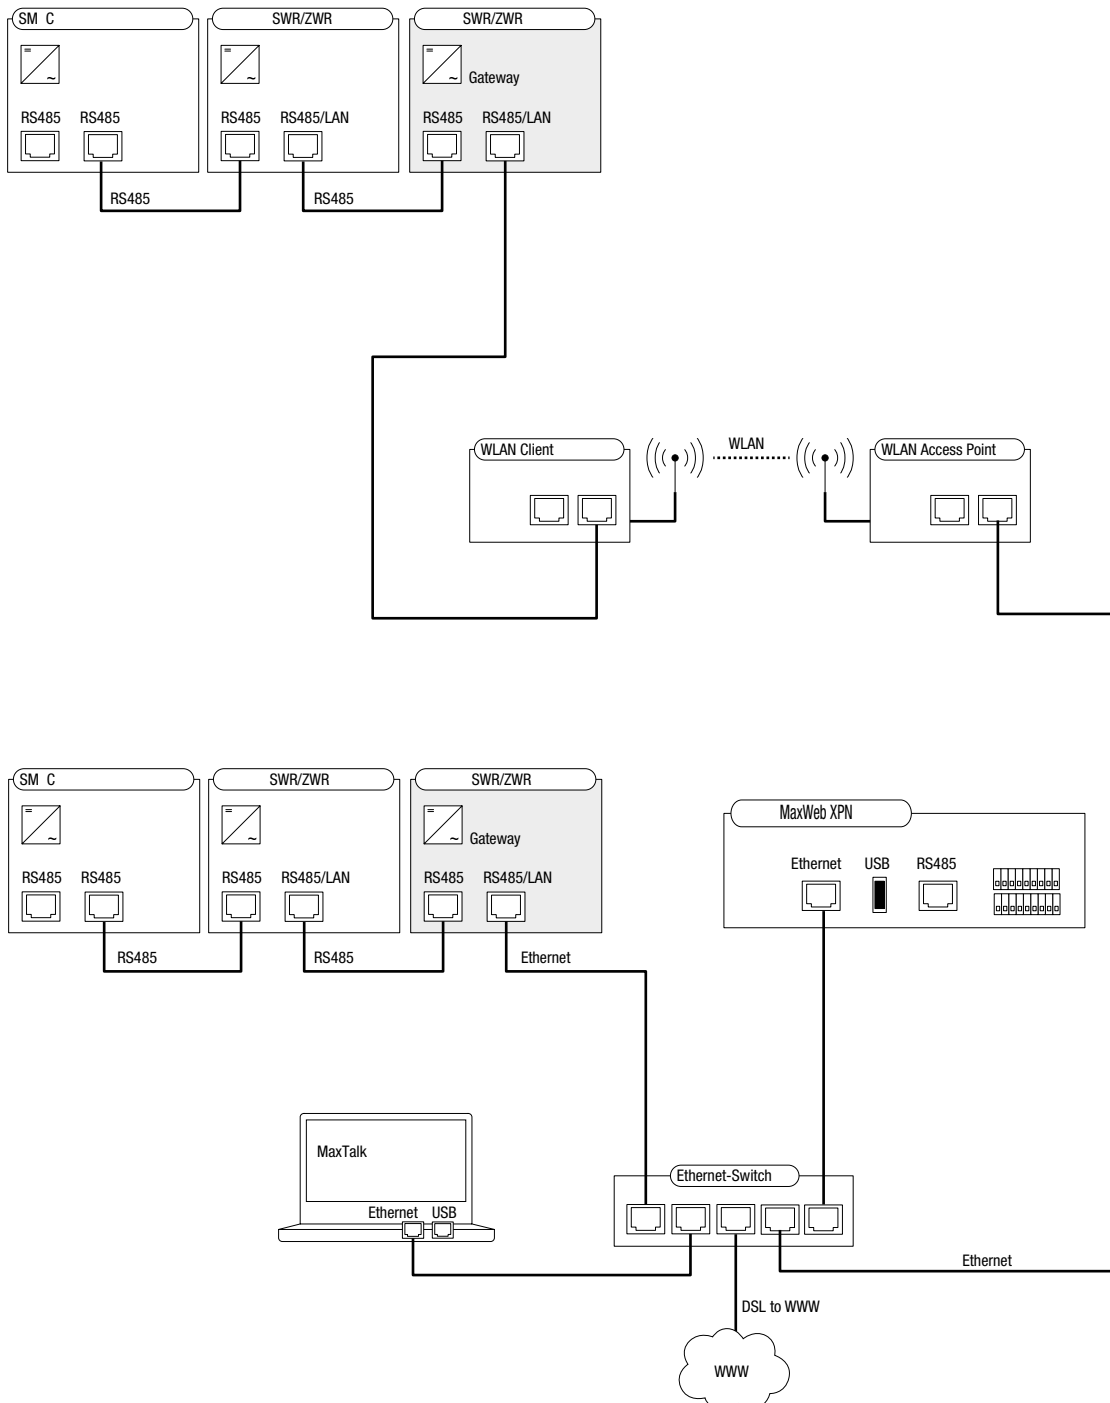 SM C
SWR/ZWR
SWR/ZWR
=
~
=
~
=
~
Gateway
RS485 RS485
RS485 RS485/LAN
RS485 RS485/LAN
RS485
RS485
WLAN Client
WLAN
WLAN Access Point
SM C
SWR/ZWR
SWR/ZWR
=
~
=
~
=
~
Gateway
RS485 RS485
RS485 RS485/LAN
RS485 RS485/LAN
RS485
RS485
Ethernet
MaxWeb XPN
Ethernet USB RS485
MaxTalk
Ethernet USB
Ethernet-Switch
Ethernet
DSL to WWW
WWW